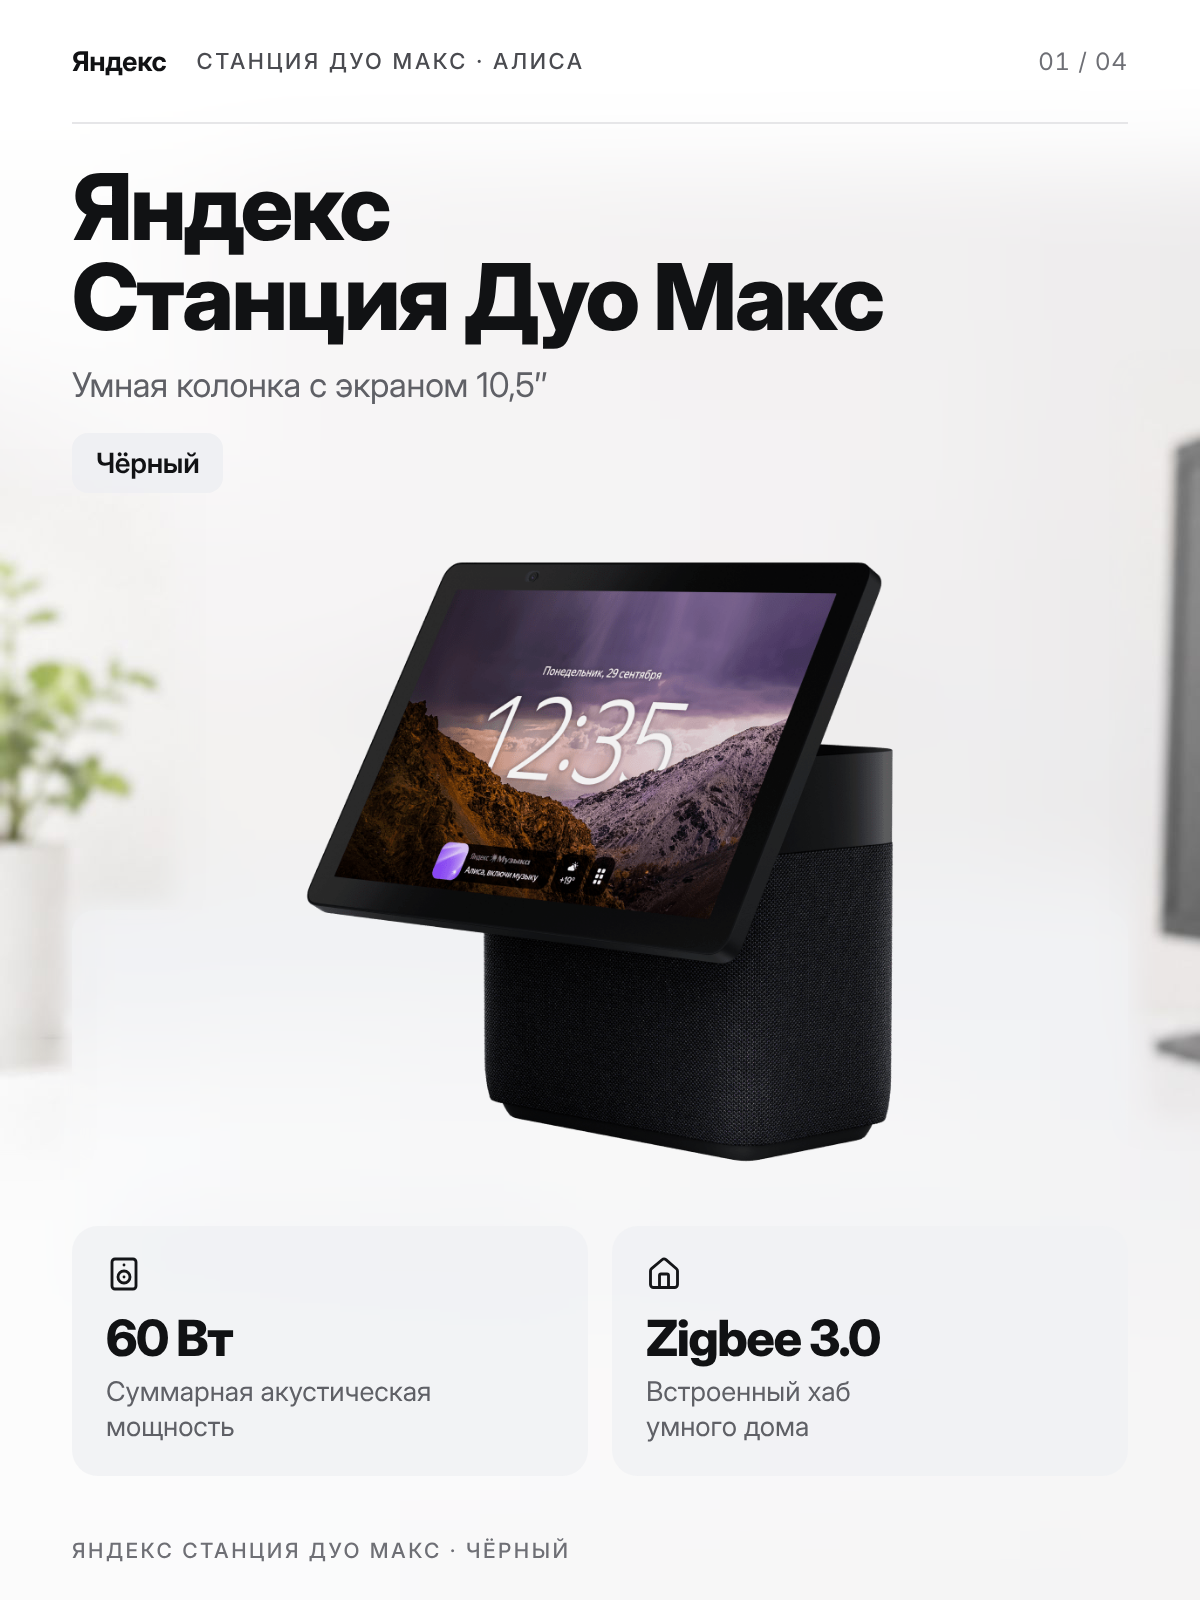 Яндекс СТАНЦИЯ ДУО МАКС · АЛИСА 01 / 04
Яндекс
Станция Дуо Макс
Умная колонка с экраном 10,5″
Чёрный
Понедельник, 29 сентября
12:35
Яндекс Музыка
Алиса, включи музыку
+19°
60 Вт
Суммарная акустическая
мощность
Zigbee 3.0
Встроенный хаб
умного дома
ЯНДЕКС СТАНЦИЯ ДУО МАКС · ЧЁРНЫЙ